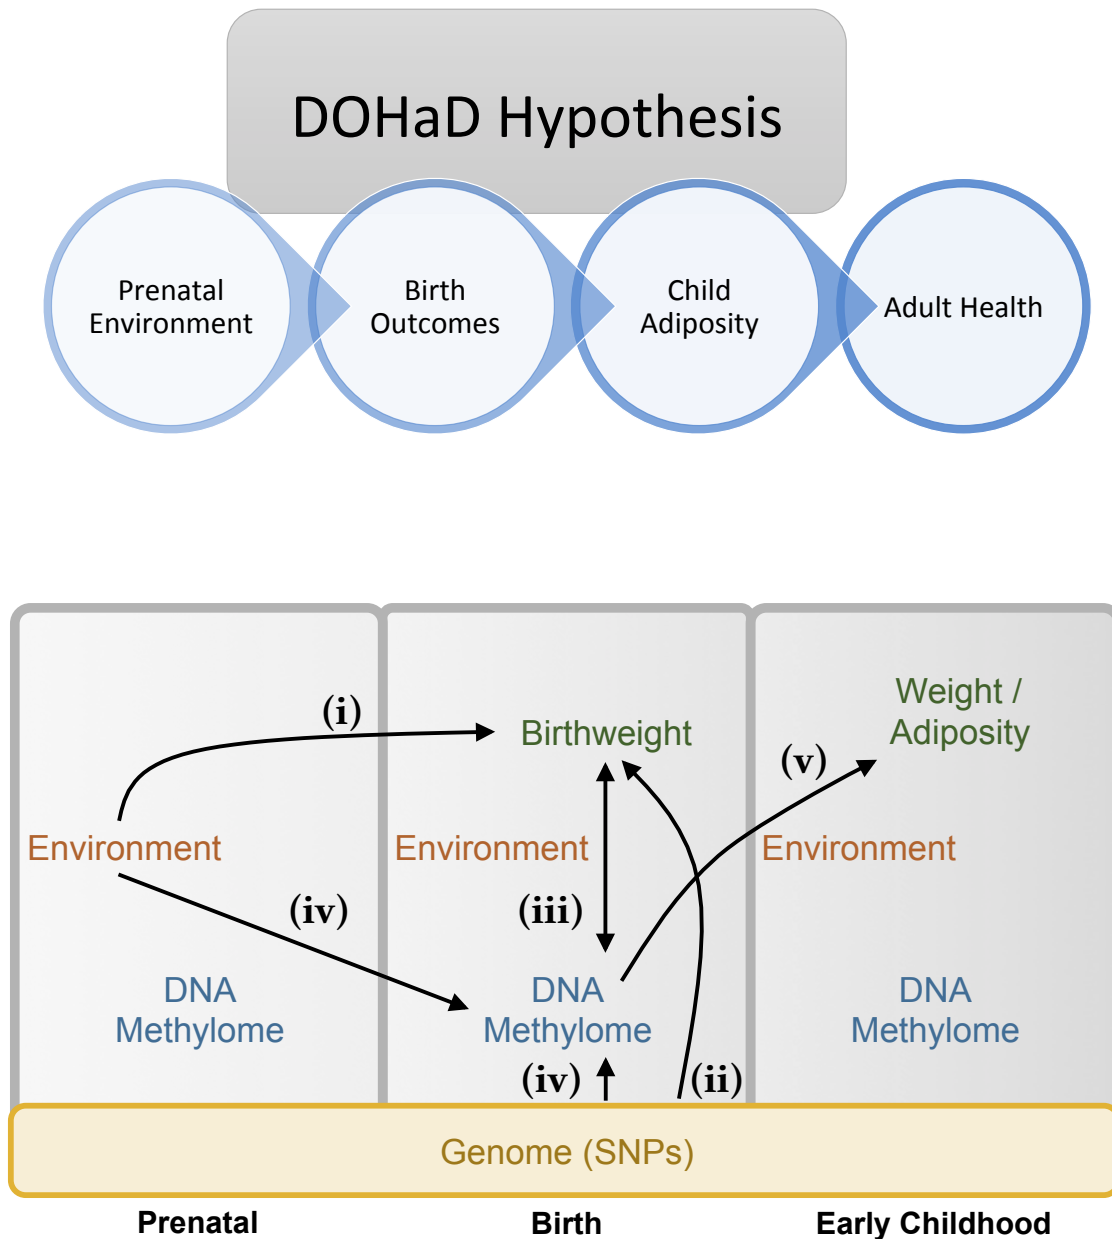 DOHaD Hypothesis
Prenatal
Environment
Birth
Outcomes
Child
Adiposity
Adult Health
(i)
Birthweight
Weight /
Adiposity
(v)
Environment
Environment
Environment
(iv)
(iii)
DNA
Methylome
DNA
Methylome
DNA
Methylome
(iv)
(ii)
Genome (SNPs)
Prenatal
Birth
Early Childhood